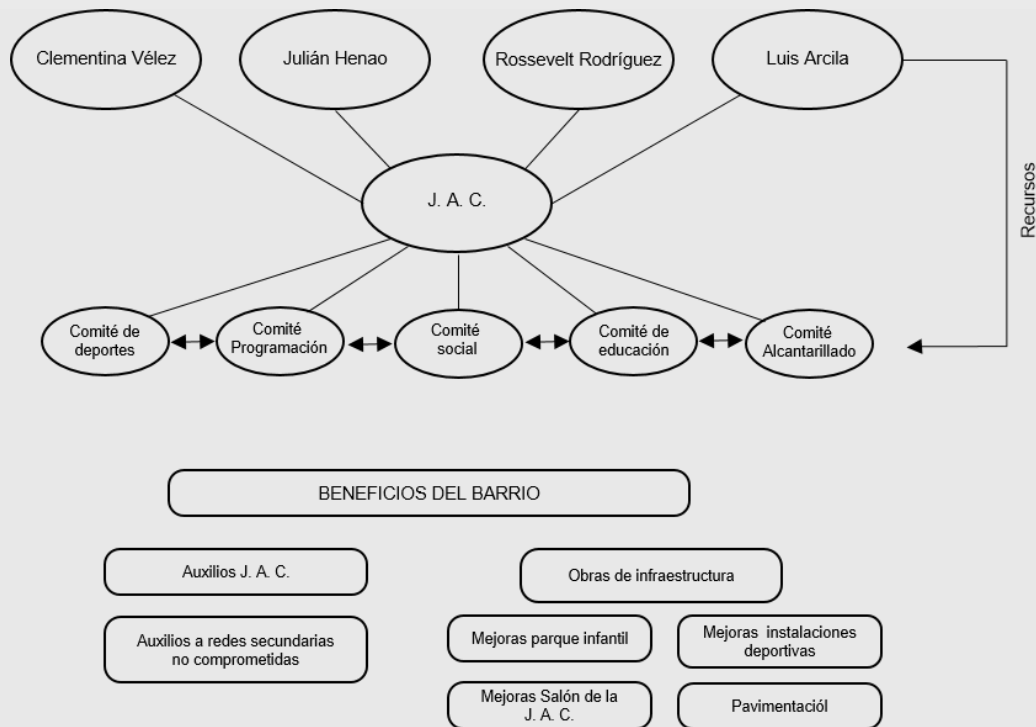 Clementina Vélez
Julián Henao
Rossevelt Rodríguez
Luis Arcila
Recursos
J. A. C.
Comité de
deportes
Comité
Programación
Comité
social
Comité de
educación
Comité
Alcantarillado
BENEFICIOS DEL BARRIO
Auxilios J. A. C.
Auxilios a redes secundarias
no comprometidas
Obras de infraestructura
Mejoras parque infantil
Mejoras instalaciones
deportivas
Mejoras Salón de la
J. A. C.
Pavimentaciól